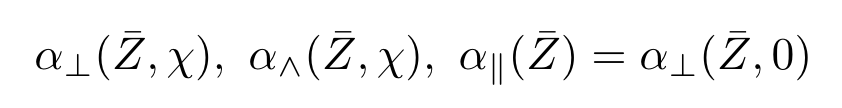 α⊥(Z̄, χ), α∧(Z̄, χ), α∥(Z̄) = α⊥(Z̄, 0)